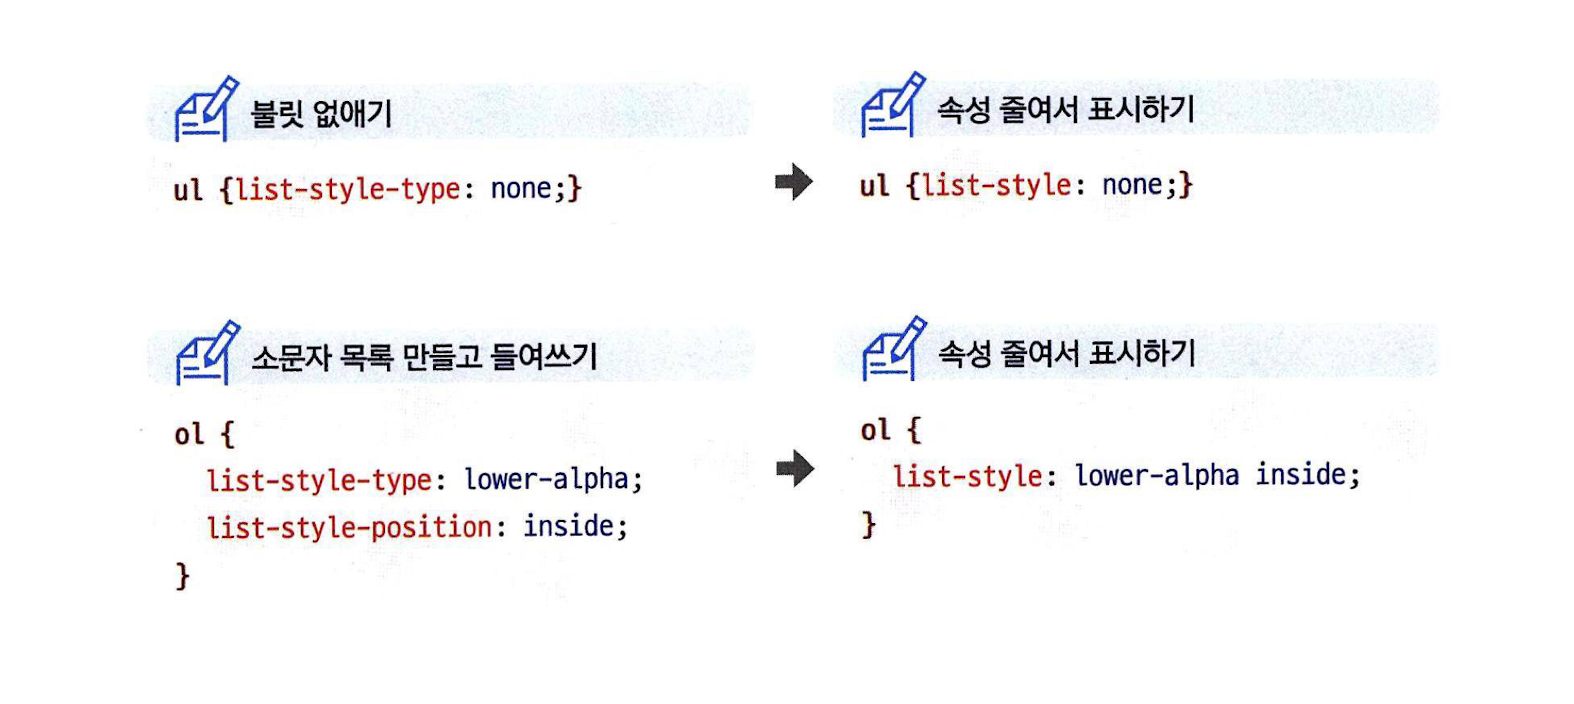 불릿 없애기
ul {list-style-type: none;}
속성 줄여서 표시하기
ul {list-style: none;}
소문자 목록 만들고 들여쓰기
ol {
list-style-type: lower-alpha;
list-style-position: inside;
}
속성 줄여서 표시하기
ol {
list-style: lower-alpha inside;
}